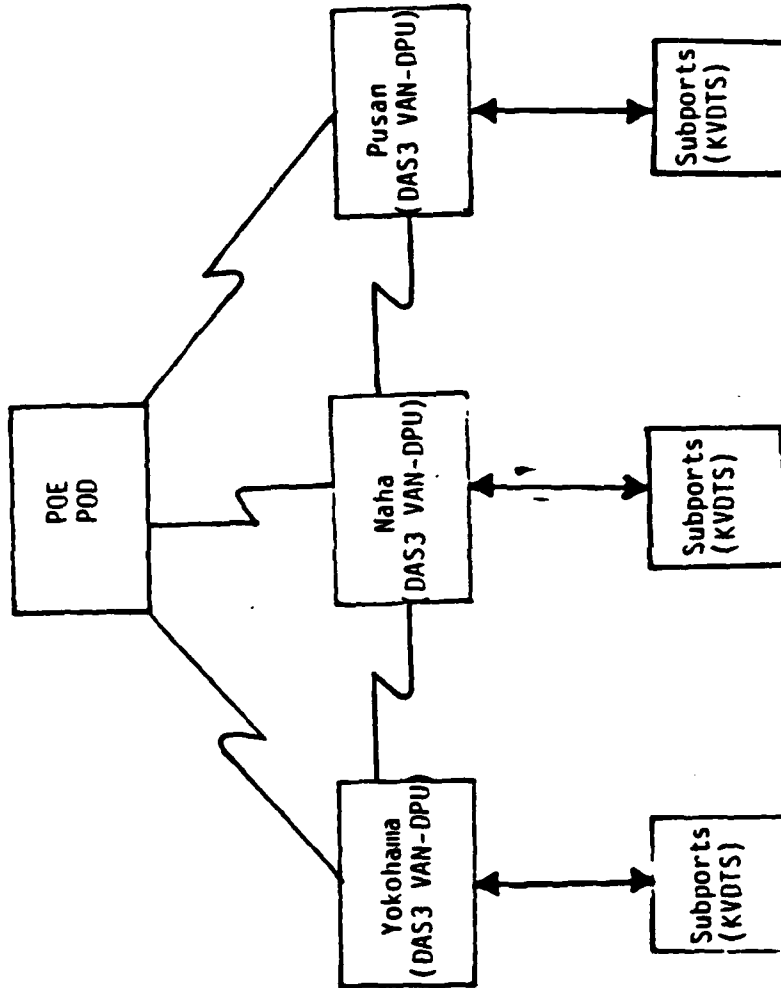 POE
POD
Yokohama
(DAS3 VAN-DPU)
Naha
(DAS3 VAN-DPU)
Pusan
(DAS3 VAN-DPU)
Subports
(KVDTS)
Subports
(KVDTS)
Subports
(KVDTS)